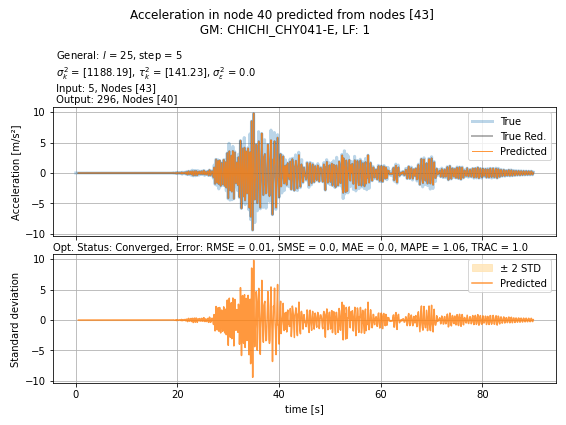 Acceleration in node 40 predicted from nodes [43]
GM: CHICHI_CHY041-E, LF: 1
General: l = 25, step = 5
σ²ₖ = [1188.19], τ²ₖ = [141.23], σ²ε = 0.0
Input: 5, Nodes [43]
Output: 296, Nodes [40]
Acceleration [m/s²]
10
5
0
−5
−10
True
True Red.
Predicted
Opt. Status: Converged, Error: RMSE = 0.01, SMSE = 0.0, MAE = 0.0, MAPE = 1.06, TRAC = 1.0
Standard deviation
10
5
0
−5
−10
± 2 STD
Predicted
0 20 40 60 80
time [s]